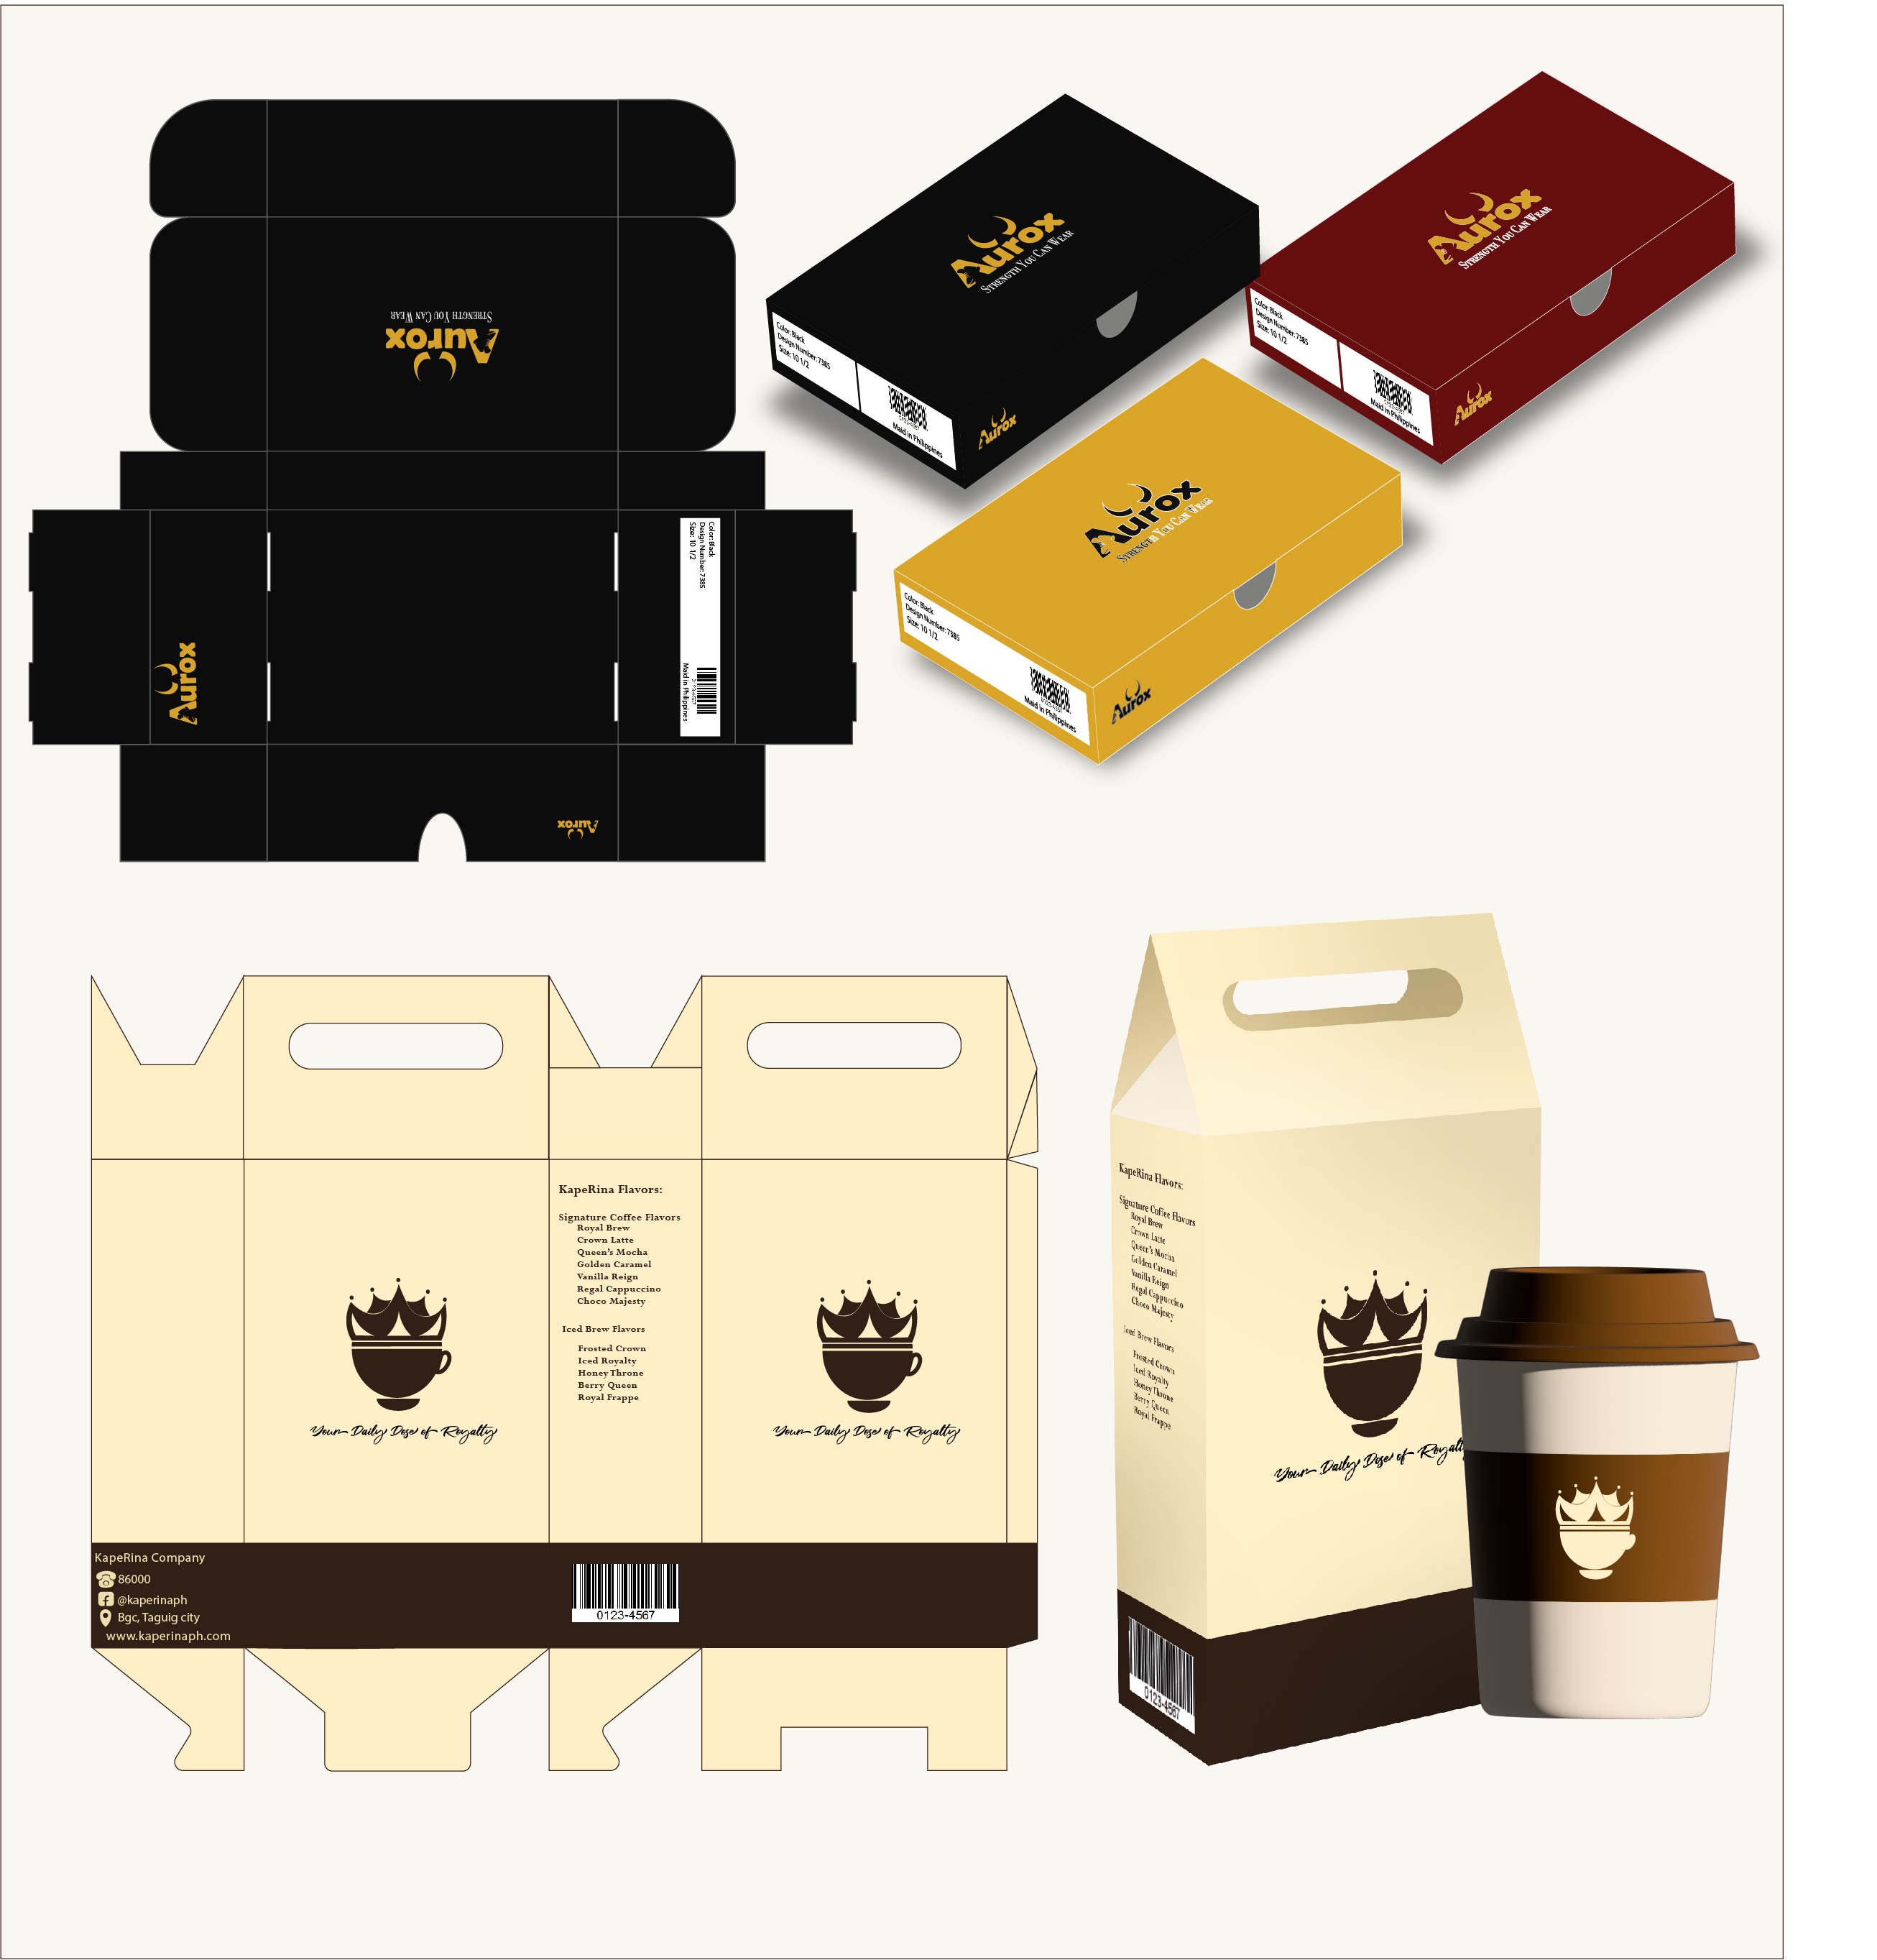 Strength You Can Wear
Aurox
Color: Black
Design Number: 7385
Size: 10 1/2
Maid in Philippines
Aurox
Aurox
Aurox
Strength You Can Wear
Color: Black
Design Number: 7385
Size: 10 1/2
Maid in Philippines
Aurox
Aurox
Strength You Can Wear
Color: Black
Design Number: 7385
Size: 10 1/2
Maid in Philippines
Aurox
Aurox
Strength You Can Wear
Color: Black
Design Number: 7385
Size: 10 1/2
0123-4567
Maid in Philippines
Aurox
KapeRina Flavors:
Signature Coffee Flavors
Royal Brew
Crown Latte
Queen's Mocha
Golden Caramel
Vanilla Reign
Regal Cappuccino
Choco Majesty
Iced Brew Flavors
Frosted Crown
Iced Royalty
Honey Throne
Berry Queen
Royal Frappe
Your Daily Dose of Royalty
Your Daily Dose of Royalty
KapeRina Company
86000
@kaperinaph
Bgc, Taguig city
www.kaperinaph.com
0123-4567
KapeRina Flavors:
Signature Coffee Flavors
Royal Brew
Crown Latte
Queen's Mocha
Golden Caramel
Vanilla Reign
Regal Cappuccino
Choco Majesty
Iced Brew Flavors
Frosted Crown
Iced Royalty
Honey Throne
Berry Queen
Royal Frappe
Your Daily Dose of Royalt
0123-4567